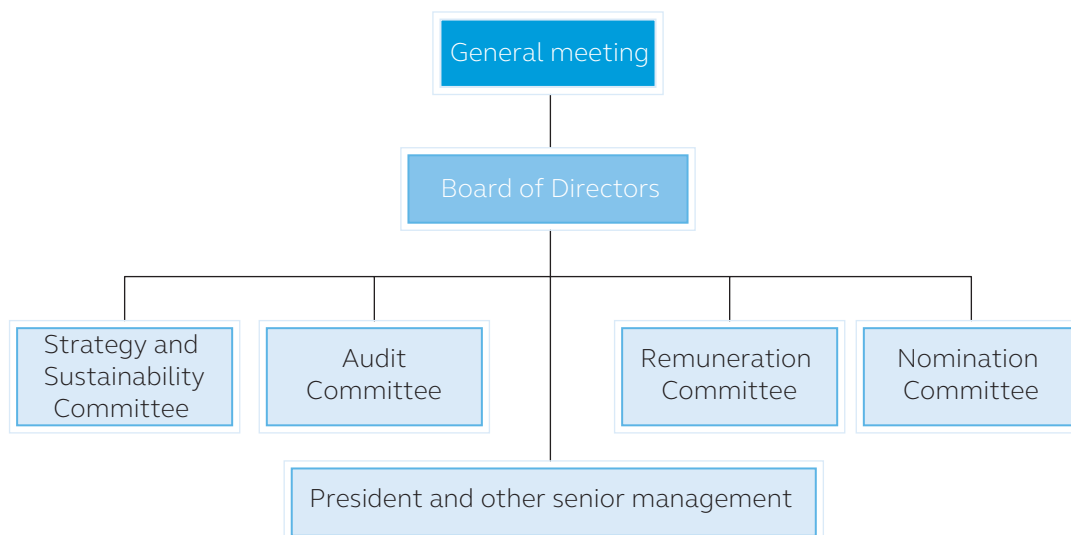 General meeting
Board of Directors
Strategy and
Sustainability
Committee
Audit
Committee
Remuneration
Committee
Nomination
Committee
President and other senior management